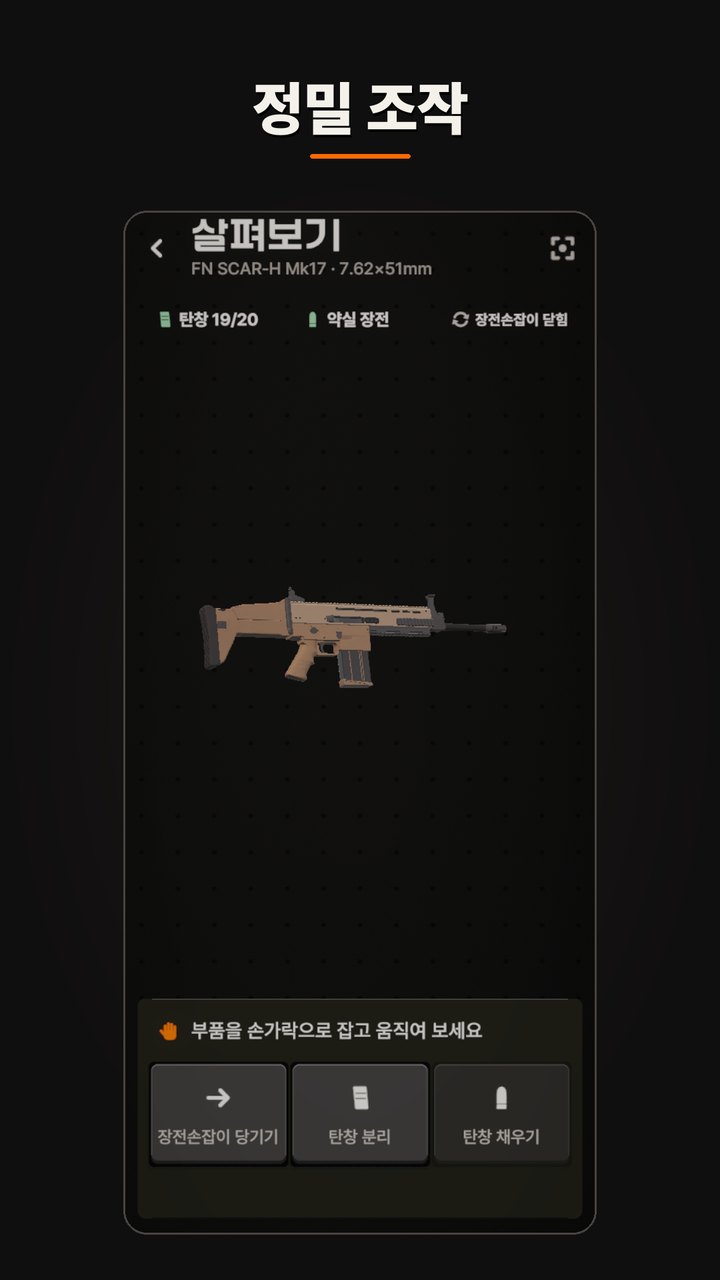 정밀 조작
살펴보기
FN SCAR-H Mk17 · 7.62×51mm
탄창 19/20 약실 장전 장전손잡이 닫힘
부품을 손가락으로 잡고 움직여 보세요
장전손잡이 당기기 탄창 분리 탄창 채우기